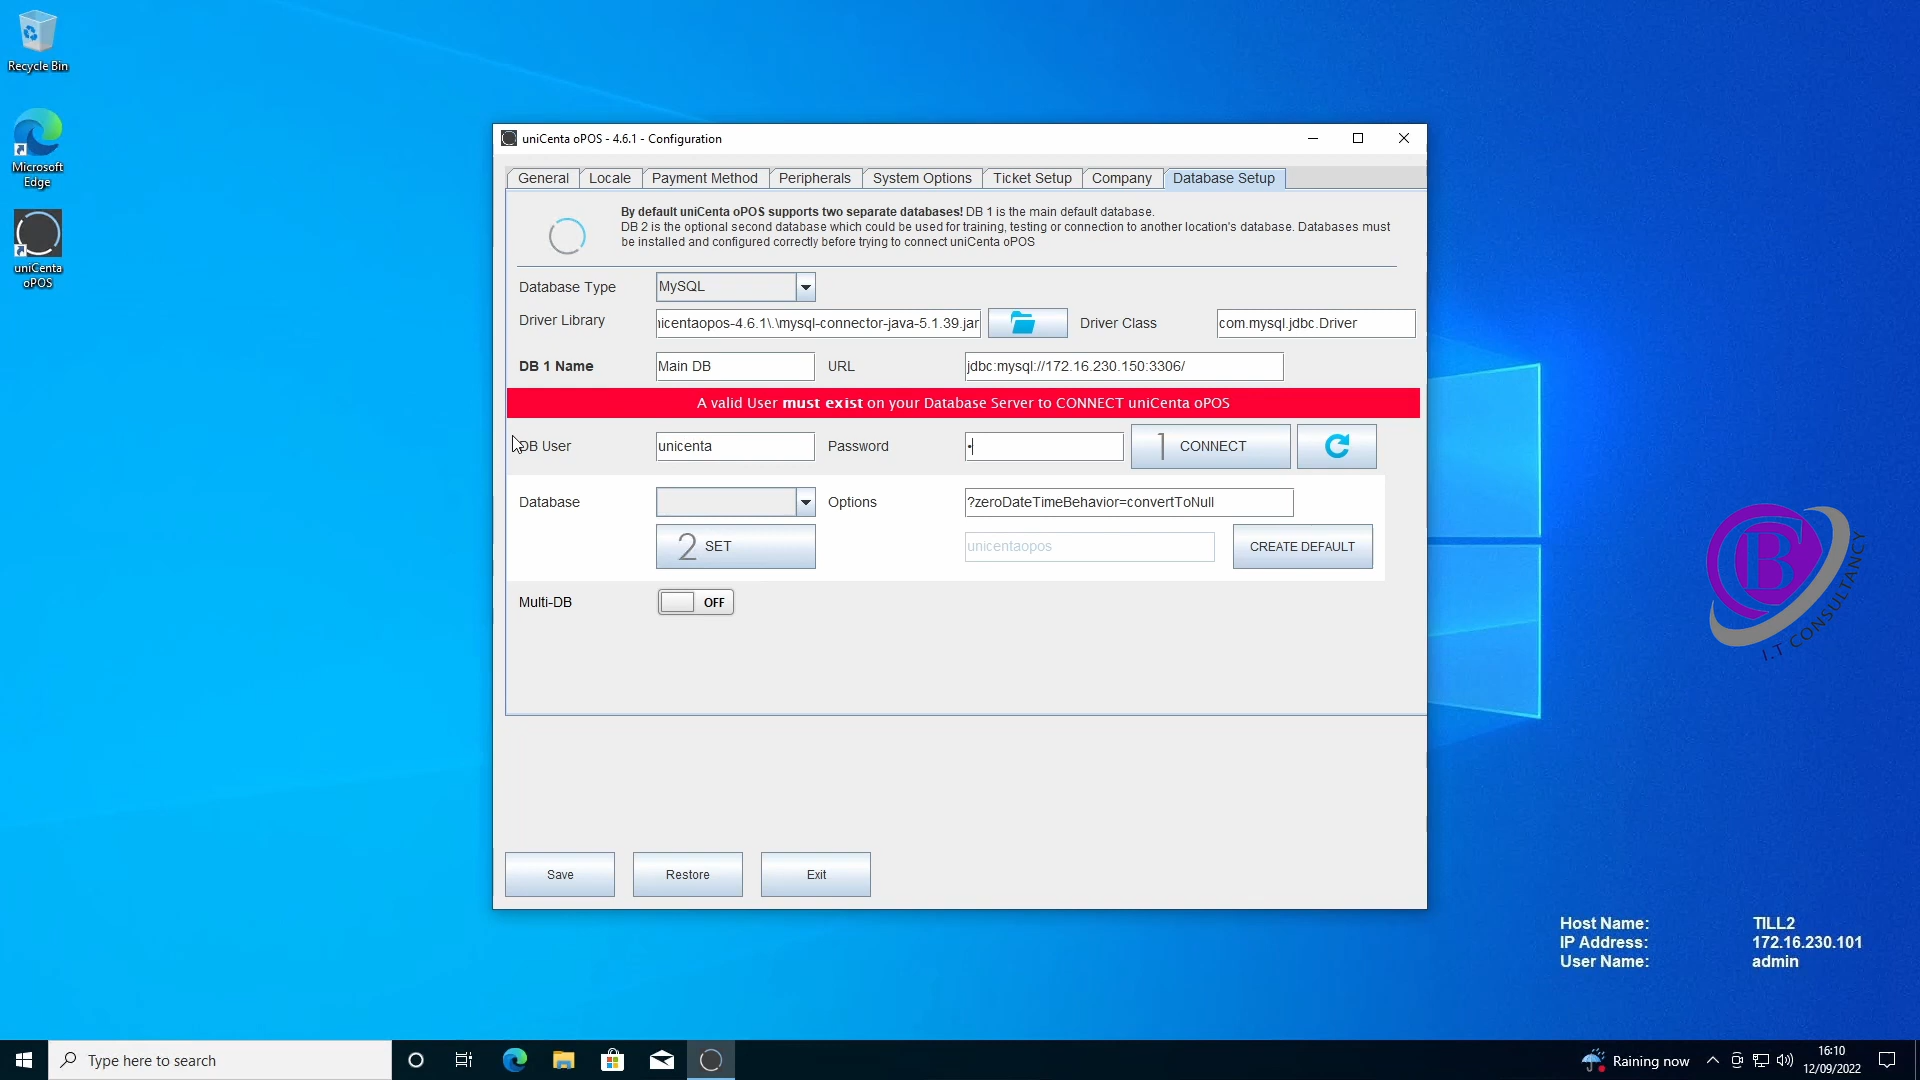 Recycle Bin
Microsoft
Edge
uniCenta
oPOS
uniCenta oPOS - 4.6.1 - Configuration
General Locale Payment Method Peripherals System Options Ticket Setup Company Database Setup
By default uniCenta oPOS supports two separate databases! DB 1 is the main default database.
DB 2 is the optional second database which could be used for training, testing or connection to another location's database. Databases must
be installed and configured correctly before trying to connect uniCenta oPOS
Database Type MySQL
Driver Library icentaopos-4.6.1\.\mysql-connector-java-5.1.39.jar Driver Class com.mysql.jdbc.Driver
DB 1 Name Main DB URL jdbc:mysql://172.16.230.150:3306/
A valid User must exist on your Database Server to CONNECT uniCenta oPOS
DB User unicenta Password • 1 CONNECT
Database Options ?zeroDateTimeBehavior=convertToNull
2 SET unicentaopos CREATE DEFAULT
Multi-DB OFF
Save Restore Exit
CB
I.T CONSULTANCY
Host Name: TILL2
IP Address: 172.16.230.101
User Name: admin
Type here to search
Raining now
16:10
12/09/2022